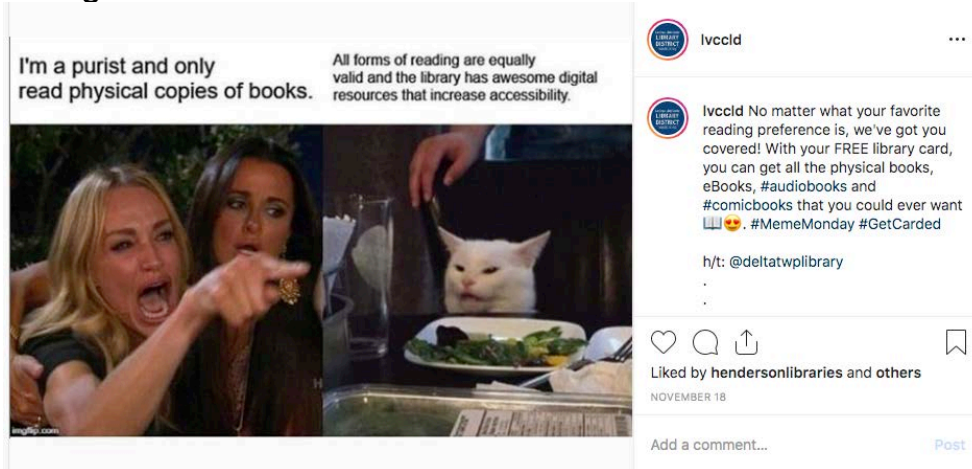 I'm a purist and only
read physical copies of books.
All forms of reading are equally
valid and the library has awesome digital
resources that increase accessibility.
imgflip.com
LIBRARY
DISTRICT
lvccld
LIBRARY
DISTRICT
lvccld No matter what your favorite
reading preference is, we've got you
covered! With your FREE library card,
you can get all the physical books,
eBooks, #audiobooks and
#comicbooks that you could ever want
📖😍. #MemeMonday #GetCarded
h/t: @deltatwplibrary
.
.
Liked by hendersonlibraries and others
NOVEMBER 18
Add a comment...
Post